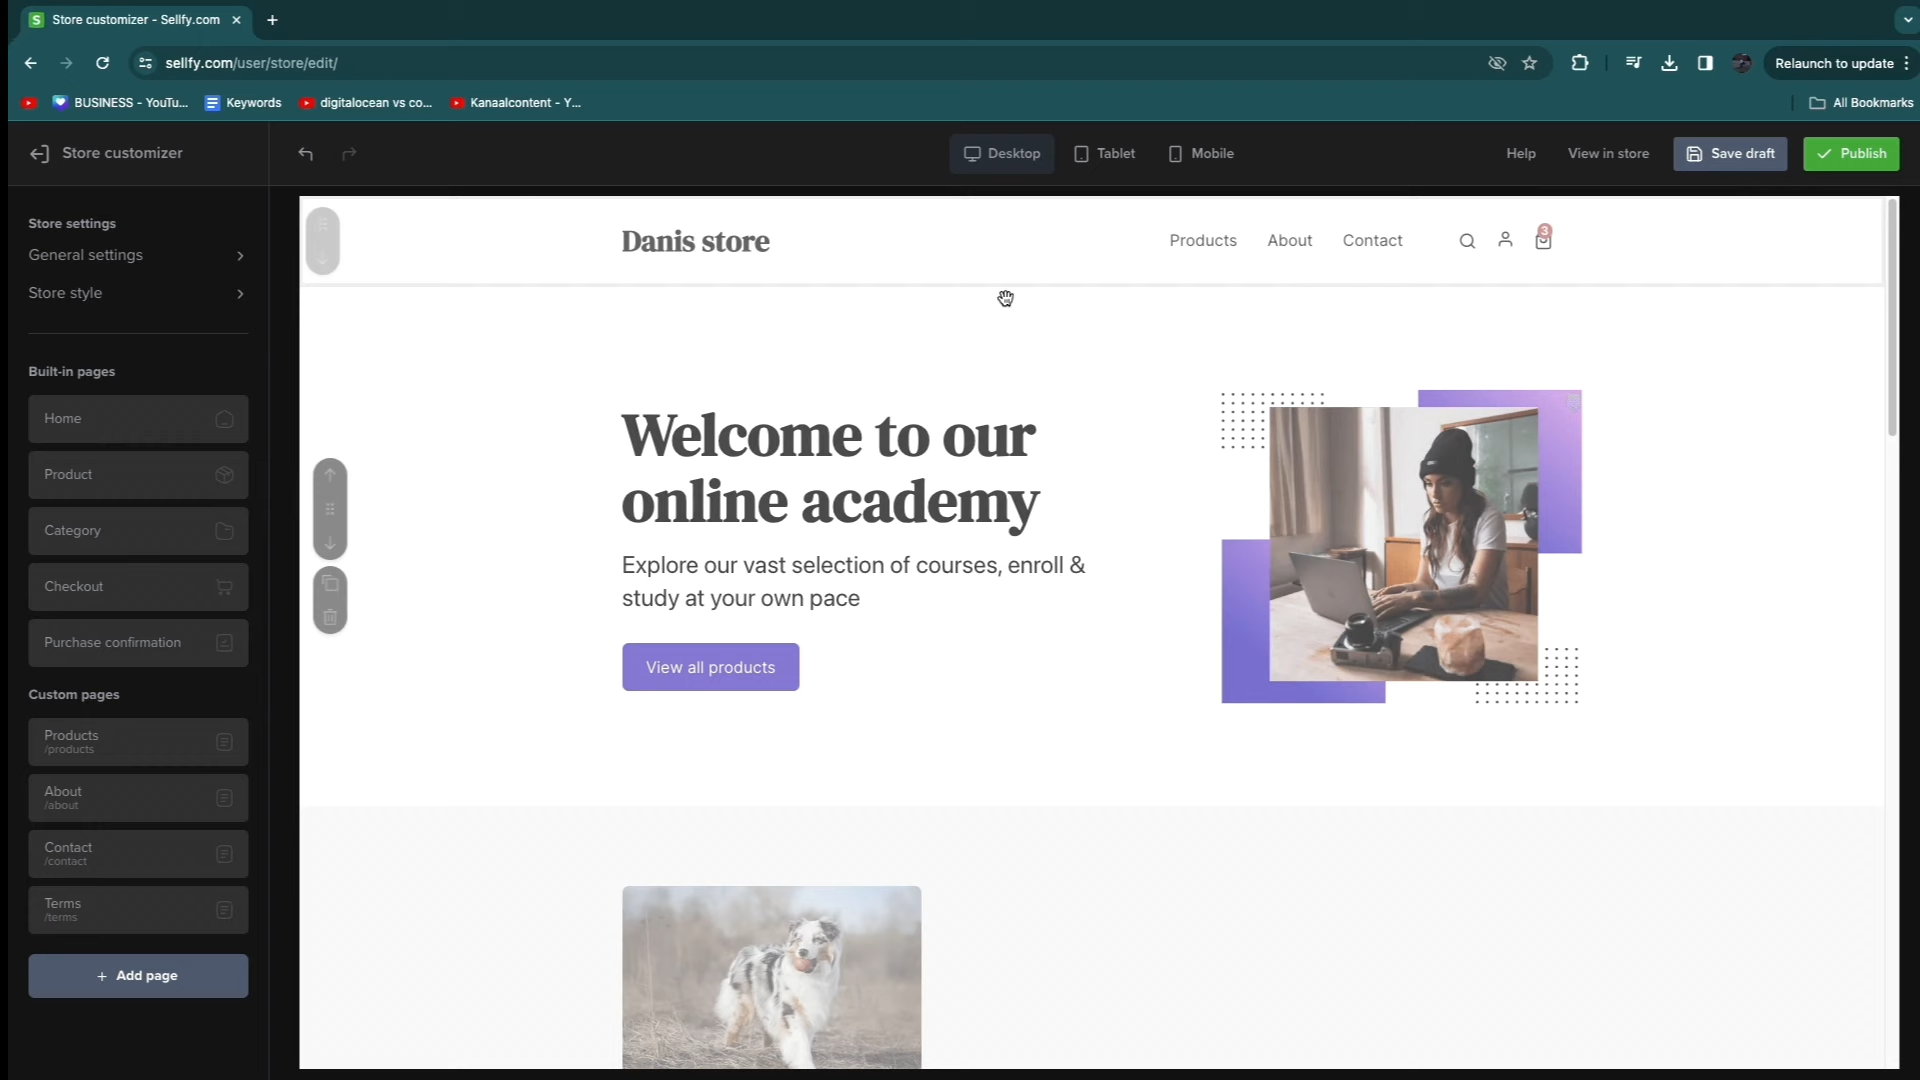 Store customizer - Sellfy.com
sellfy.com/user/store/edit/
Relaunch to update
BUSINESS - YouTu...
Keywords
digitalocean vs co...
Kanaalcontent - Y...
All Bookmarks
Store customizer
Desktop
Tablet
Mobile
Help
View in store
Save draft
Publish
Store settings
General settings
Store style
Built-in pages
Home
Product
Category
Checkout
Purchase confirmation
Custom pages
Products
/products
About
/about
Contact
/contact
Terms
/terms
+ Add page
Danis store
Products
About
Contact
3
Welcome to our
online academy
Explore our vast selection of courses, enroll &
study at your own pace
View all products